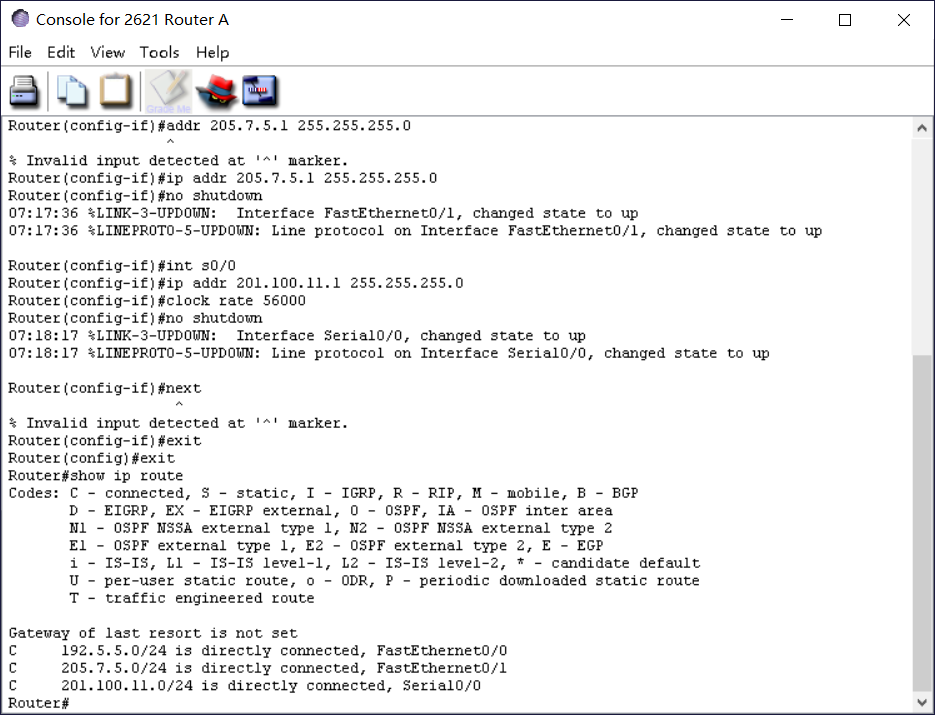 Console for 2621 Router A
File Edit View Tools Help
Grade Me
Router(config-if)#addr 205.7.5.1 255.255.255.0
^
% Invalid input detected at '^' marker.
Router(config-if)#ip addr 205.7.5.1 255.255.255.0
Router(config-if)#no shutdown
07:17:36 %LINK-3-UPDOWN:  Interface FastEthernet0/1, changed state to up
07:17:36 %LINEPROTO-5-UPDOWN: Line protocol on Interface FastEthernet0/1, changed state to up
Router(config-if)#int s0/0
Router(config-if)#ip addr 201.100.11.1 255.255.255.0
Router(config-if)#clock rate 56000
Router(config-if)#no shutdown
07:18:17 %LINK-3-UPDOWN:  Interface Serial0/0, changed state to up
07:18:17 %LINEPROTO-5-UPDOWN: Line protocol on Interface Serial0/0, changed state to up
Router(config-if)#next
^
% Invalid input detected at '^' marker.
Router(config-if)#exit
Router(config)#exit
Router#show ip route
Codes: C - connected, S - static, I - IGRP, R - RIP, M - mobile, B - BGP
D - EIGRP, EX - EIGRP external, O - OSPF, IA - OSPF inter area
N1 - OSPF NSSA external type 1, N2 - OSPF NSSA external type 2
E1 - OSPF external type 1, E2 - OSPF external type 2, E - EGP
i - IS-IS, L1 - IS-IS level-1, L2 - IS-IS level-2, * - candidate default
U - per-user static route, o - ODR, P - periodic downloaded static route
T - traffic engineered route
Gateway of last resort is not set
C     192.5.5.0/24 is directly connected, FastEthernet0/0
C     205.7.5.0/24 is directly connected, FastEthernet0/1
C     201.100.11.0/24 is directly connected, Serial0/0
Router#